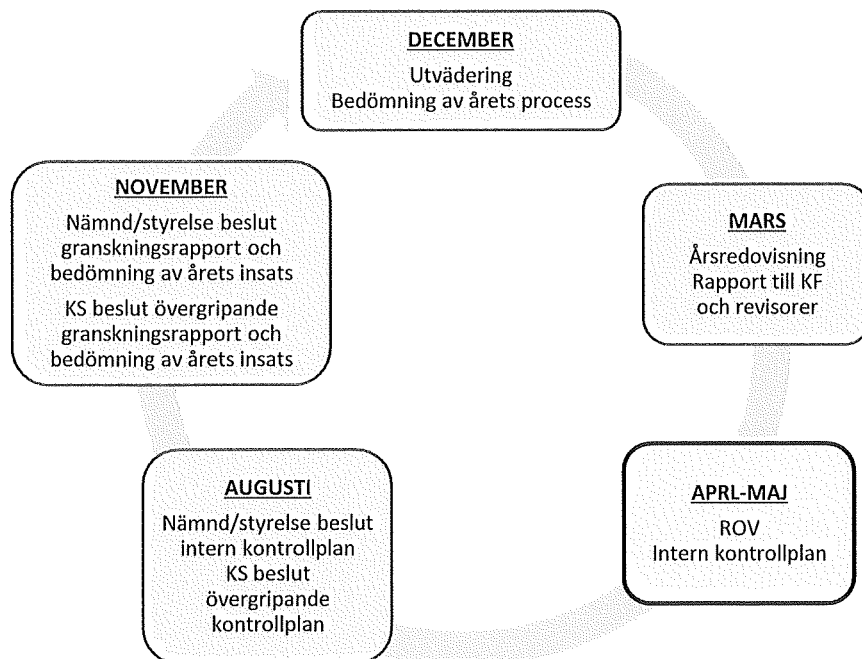 DECEMBER
Utvädering
Bedömning av årets process
MARS
Årsredovisning
Rapport till KF
och revisorer
APRL-MAJ
ROV
Intern kontrollplan
AUGUSTI
Nämnd/styrelse beslut
intern kontrollplan
KS beslut
övergripande
kontrollplan
NOVEMBER
Nämnd/styrelse beslut
granskningsrapport och
bedömning av årets insats
KS beslut övergripande
granskningsrapport och
bedömning av årets insats